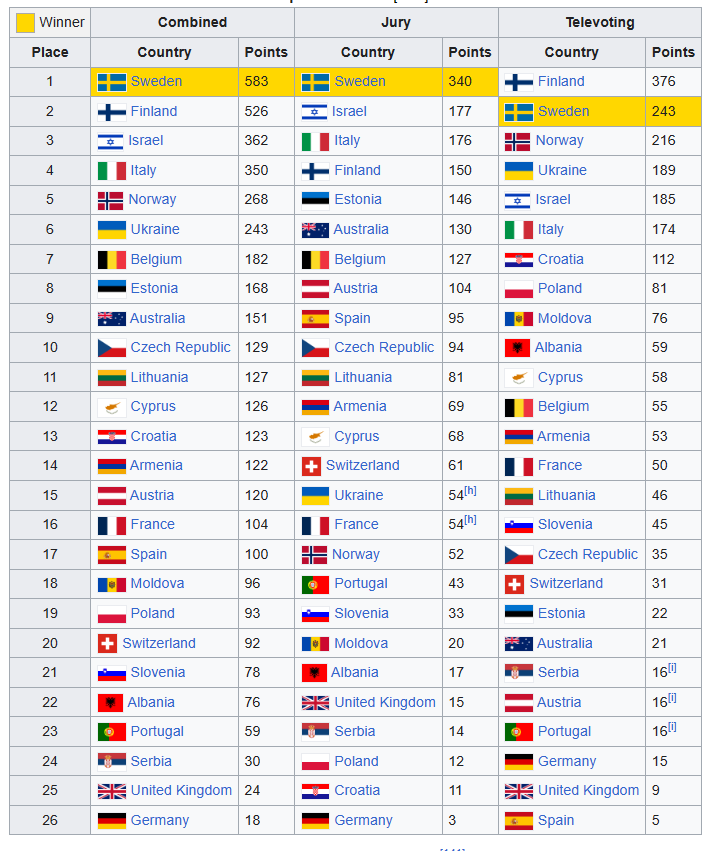 Winner Combined Jury Televoting
Place Country Points Country Points Country Points
1 Sweden 583 Sweden 340 Finland 376
2 Finland 526 Israel 177 Sweden 243
3 Israel 362 Italy 176 Norway 216
4 Italy 350 Finland 150 Ukraine 189
5 Norway 268 Estonia 146 Israel 185
6 Ukraine 243 Australia 130 Italy 174
7 Belgium 182 Belgium 127 Croatia 112
8 Estonia 168 Austria 104 Poland 81
9 Australia 151 Spain 95 Moldova 76
10 Czech Republic 129 Czech Republic 94 Albania 59
11 Lithuania 127 Lithuania 81 Cyprus 58
12 Cyprus 126 Armenia 69 Belgium 55
13 Croatia 123 Cyprus 68 Armenia 53
14 Armenia 122 Switzerland 61 France 50
15 Austria 120 Ukraine 54[h] Lithuania 46
16 France 104 France 54[h] Slovenia 45
17 Spain 100 Norway 52 Czech Republic 35
18 Moldova 96 Portugal 43 Switzerland 31
19 Poland 93 Slovenia 33 Estonia 22
20 Switzerland 92 Moldova 20 Australia 21
21 Slovenia 78 Albania 17 Serbia 16[i]
22 Albania 76 United Kingdom 15 Austria 16[i]
23 Portugal 59 Serbia 14 Portugal 16[i]
24 Serbia 30 Poland 12 Germany 15
25 United Kingdom 24 Croatia 11 United Kingdom 9
26 Germany 18 Germany 3 Spain 5